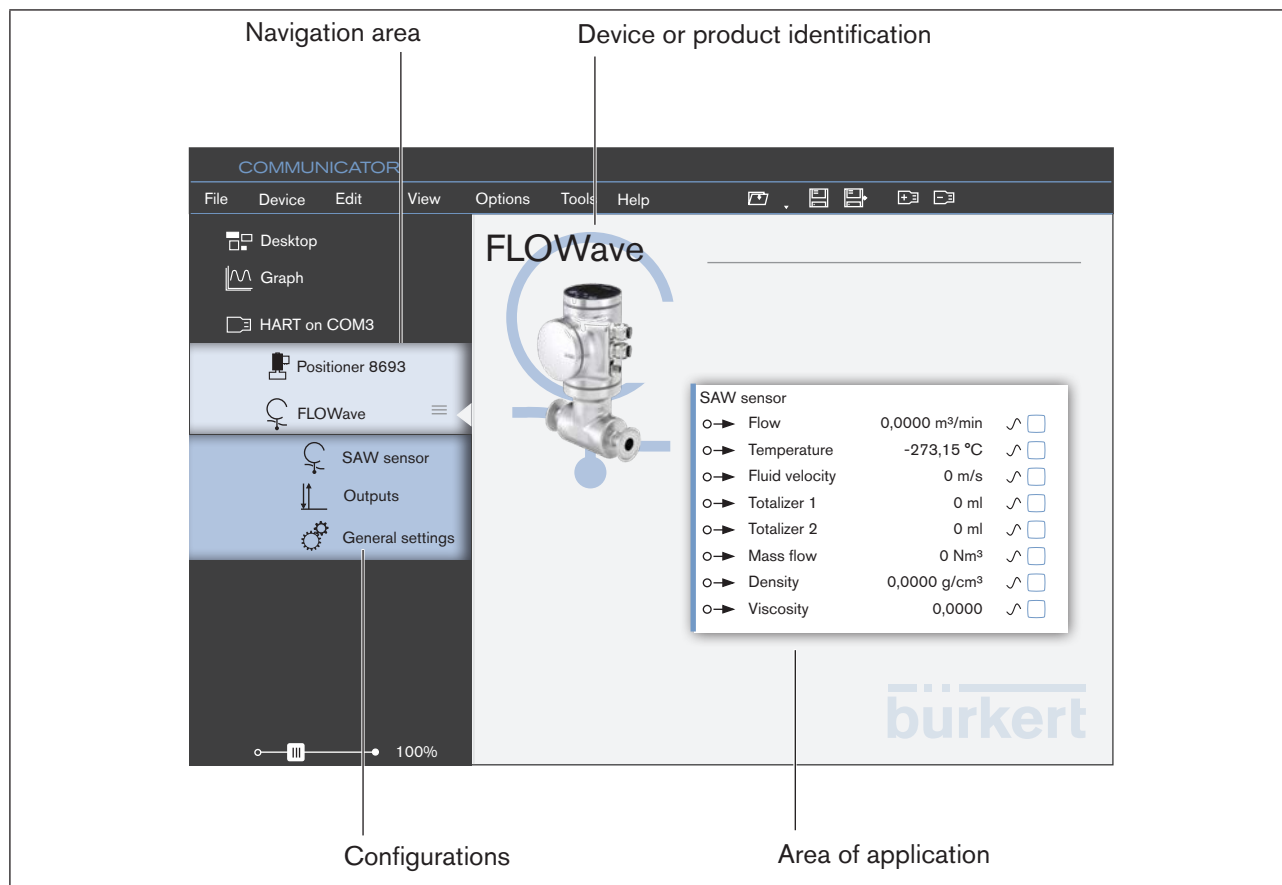 Navigation area
Device or product identification
COMMUNICATOR
File Device Edit View Options Tools Help
Desktop
Graph
HART on COM3
Positioner 8693
FLOWave
SAW sensor
Outputs
General settings
100%
FLOWave
SAW sensor
Flow 0,0000 m³/min
Temperature -273,15 °C
Fluid velocity 0 m/s
Totalizer 1 0 ml
Totalizer 2 0 ml
Mass flow 0 Nm³
Density 0,0000 g/cm³
Viscosity 0,0000
bürkert
Configurations
Area of application